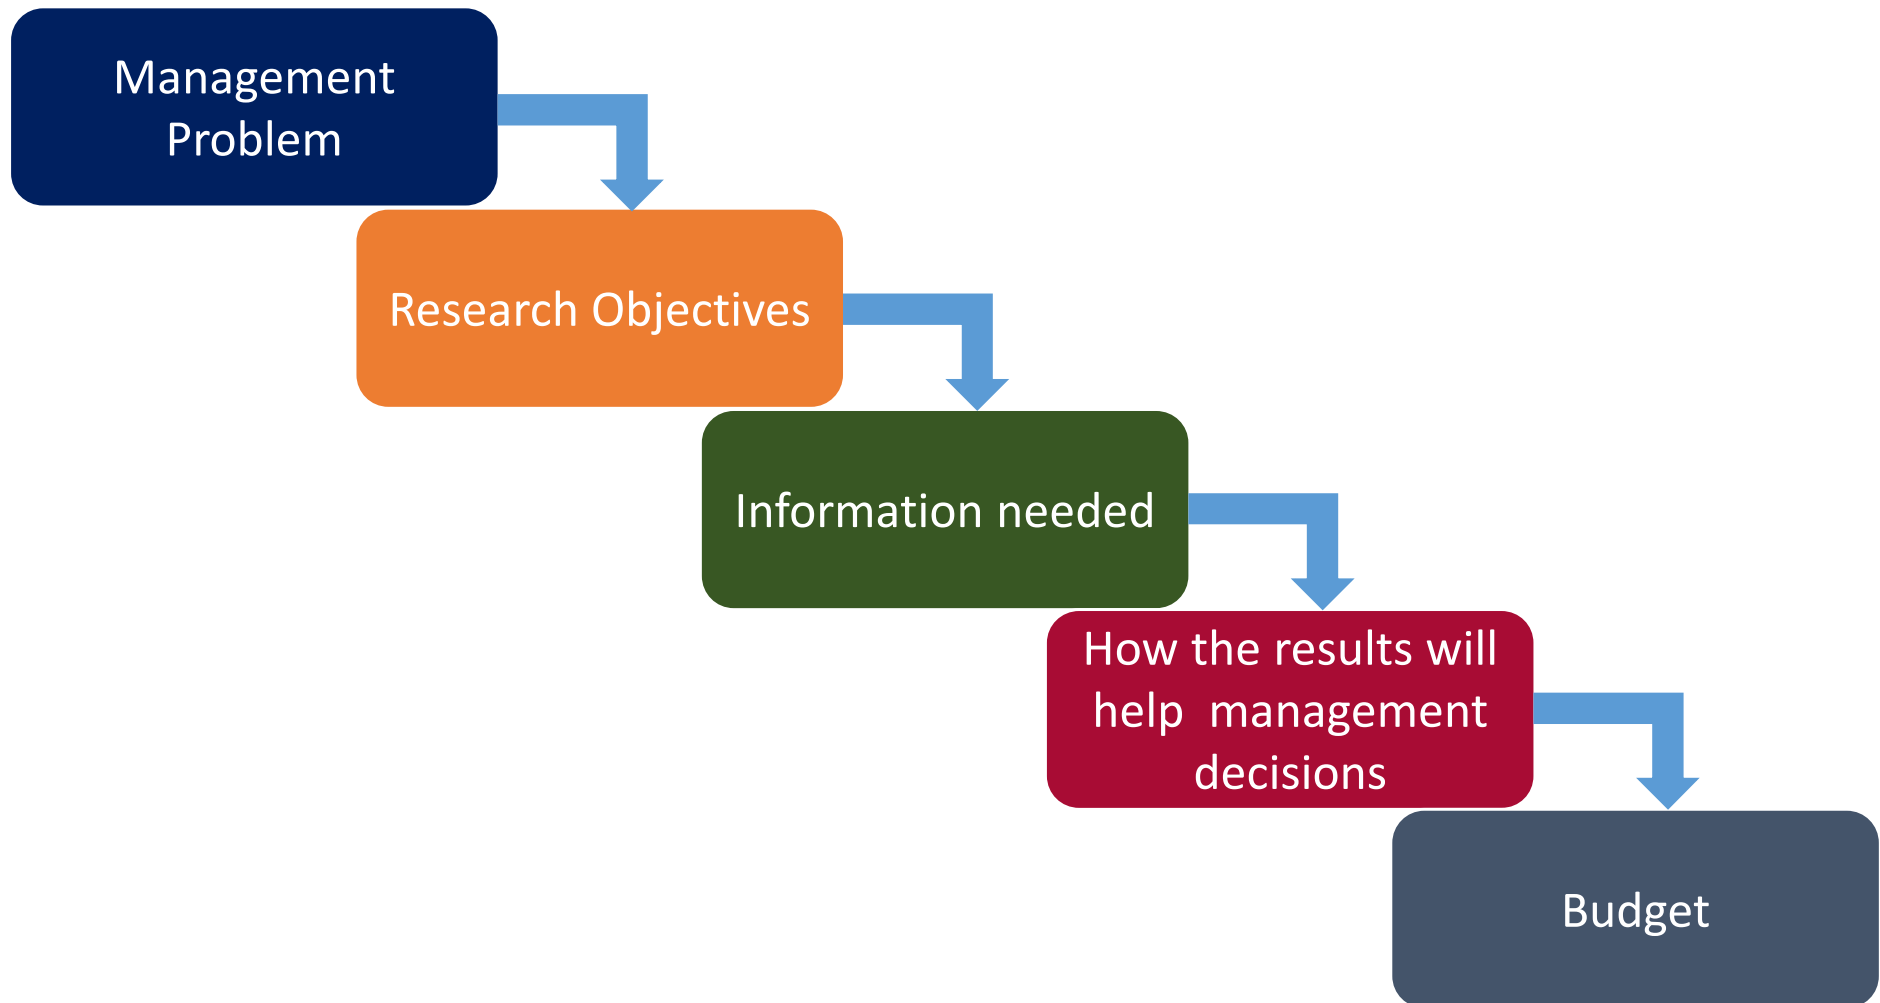 Management
Problem
Research Objectives
Information needed
How the results will
help  management
decisions
Budget